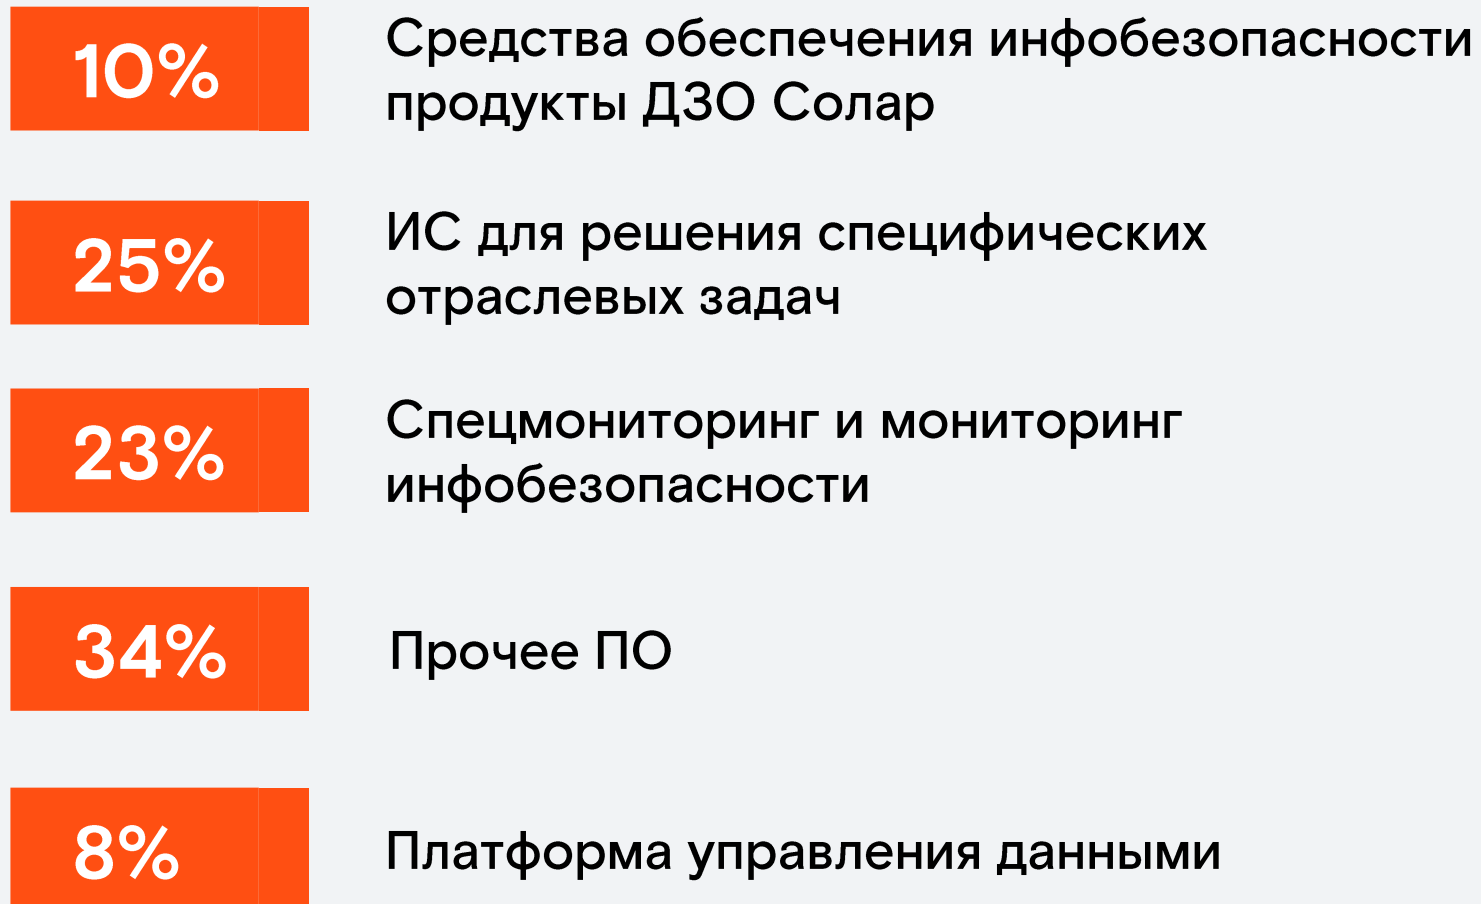 10%
Средства обеспечения инфобезопасности
продукты ДЗО Солар
25%
ИС для решения специфических
отраслевых задач
23%
Спецмониторинг и мониторинг
инфобезопасности
34%
Прочее ПО
8%
Платформа управления данными